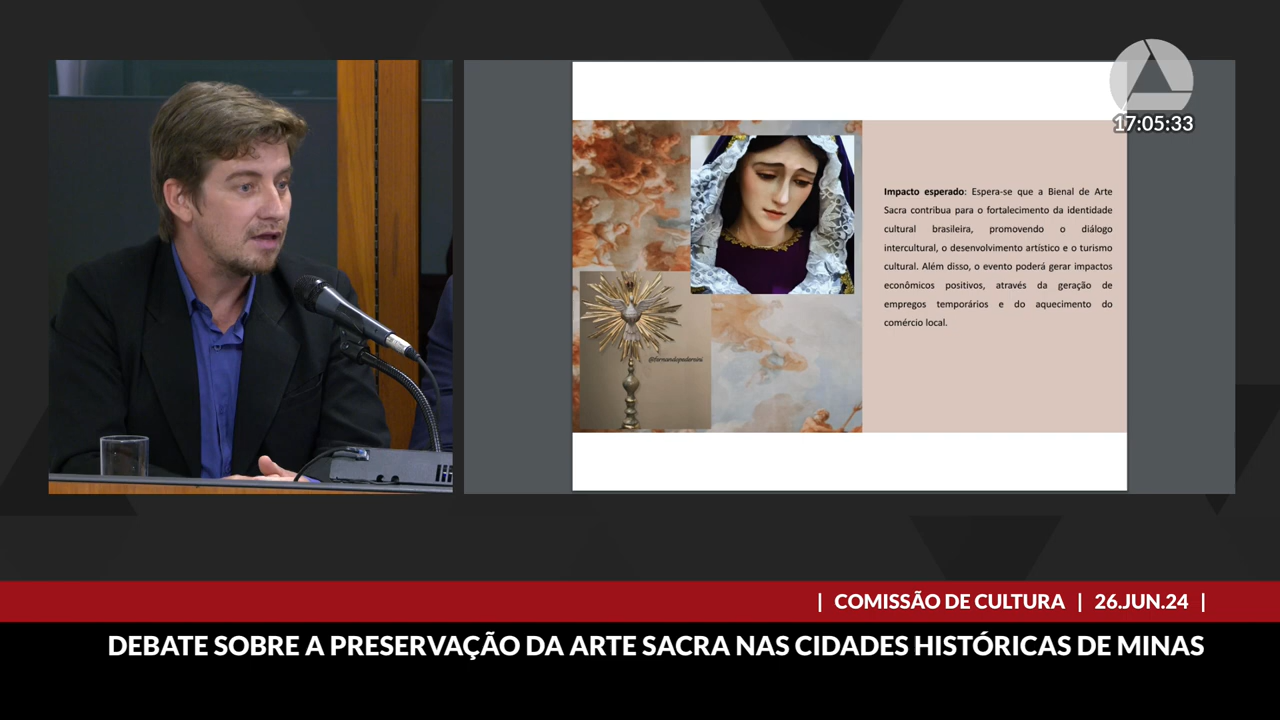 17:05:33
Impacto esperado: Espera-se que a Bienal de Arte
Sacra contribua para o fortalecimento da identidade
cultural brasileira, promovendo o diálogo
intercultural, o desenvolvimento artístico e o turismo
cultural. Além disso, o evento poderá gerar impactos
econômicos positivos, através da geração de
empregos temporários e do aquecimento do
comércio local.
@fernandopedersini
| COMISSÃO DE CULTURA | 26.JUN.24 |
DEBATE SOBRE A PRESERVAÇÃO DA ARTE SACRA NAS CIDADES HISTÓRICAS DE MINAS